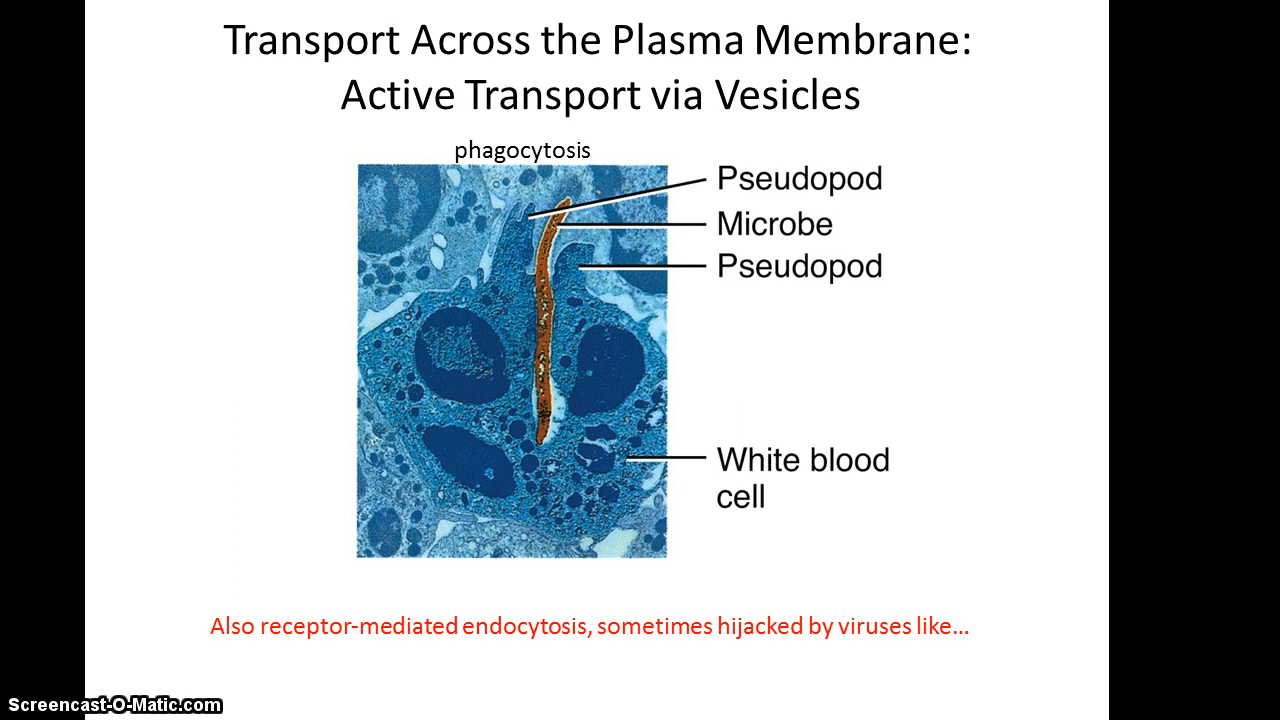 Transport Across the Plasma Membrane:
Active Transport via Vesicles
phagocytosis
Pseudopod
Microbe
Pseudopod
White blood
cell
Also receptor-mediated endocytosis, sometimes hijacked by viruses like…
Screencast-O-Matic.com